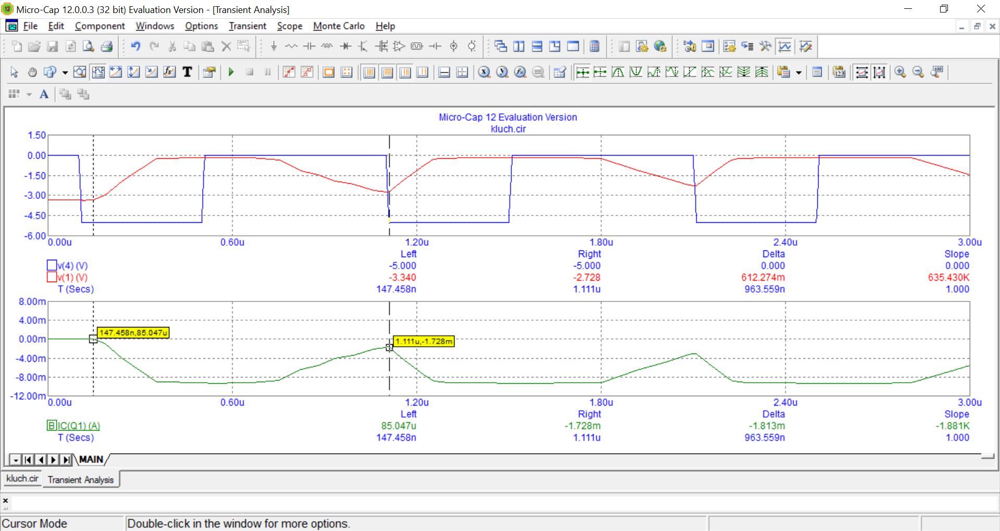 Micro-Cap 12.0.0.3 (32 bit) Evaluation Version - [Transient Analysis]
File Edit Component Windows Options Transient Scope Monte Carlo Help
Micro-Cap 12 Evaluation Version
kluch.cir
1.50
0.00
-1.50
-3.00
-4.50
-6.00
0.00u 0.60u 1.20u 1.80u 2.40u 3.00u
Left Right Delta Slope
v(4) (V) -5.000 -5.000 0.000 0.000
v(1) (V) -3.340 -2.728 612.274m 635.430K
T (Secs) 147.458n 1.111u 963.559n 1.000
8.00m
4.00m
147.458n,85.047u
0.00m
1.111u,-1.728m
-4.00m
-8.00m
-12.00m
0.00u 0.60u 1.20u 1.80u 2.40u 3.00u
Left Right Delta Slope
B IC(Q1) (A) 85.047u -1.728m -1.813m -1.881K
T (Secs) 147.458n 1.111u 963.559n 1.000
MAIN
kluch.cir Transient Analysis
Cursor Mode Double-click in the window for more options.